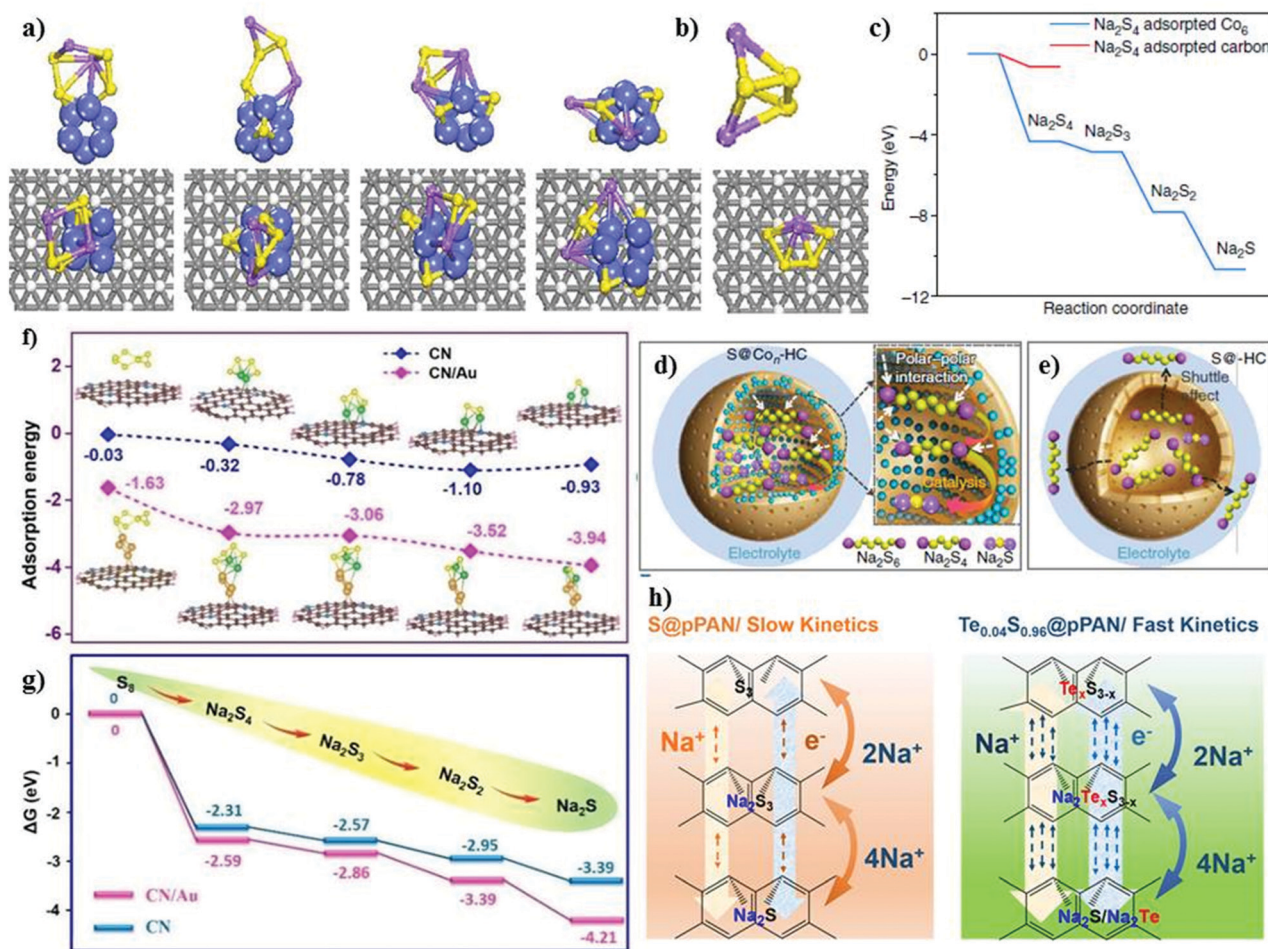 a)
b)
c)
Na₂S₄ adsorpted Co₆
Na₂S₄ adsorpted carbon
0
−4
−8
−12
Energy (eV)
Na₂S₄
Na₂S₃
Na₂S₂
Na₂S
Reaction coordinate
f)
CN
CN/Au
2
0
-2
-4
-6
Adsorption energy
-0.03
-0.32
-0.78
-1.10
-0.93
-1.63
-2.97
-3.06
-3.52
-3.94
d)
S@Coₙ-HC
Polar–polar
interaction
Catalysis
Electrolyte
Na₂S₆
Na₂S₄
Na₂S
e)
S@-HC
Shuttle
effect
Electrolyte
g)
S₈
Na₂S₄
Na₂S₃
Na₂S₂
Na₂S
0
-1
-2
-3
-4
ΔG (eV)
0
0
-2.31
-2.57
-2.95
-3.39
-2.59
-2.86
-3.39
-4.21
CN/Au
CN
h)
S@pPAN/ Slow Kinetics
S₃
Na⁺
e⁻
2Na⁺
Na₂S₃
4Na⁺
Na₂S
Te₀.₀₄S₀.₉₆@pPAN/ Fast Kinetics
TeₓS₃₋ₓ
Na⁺
e⁻
2Na⁺
Na₂TeₓS₃₋ₓ
4Na⁺
Na₂S/Na₂Te